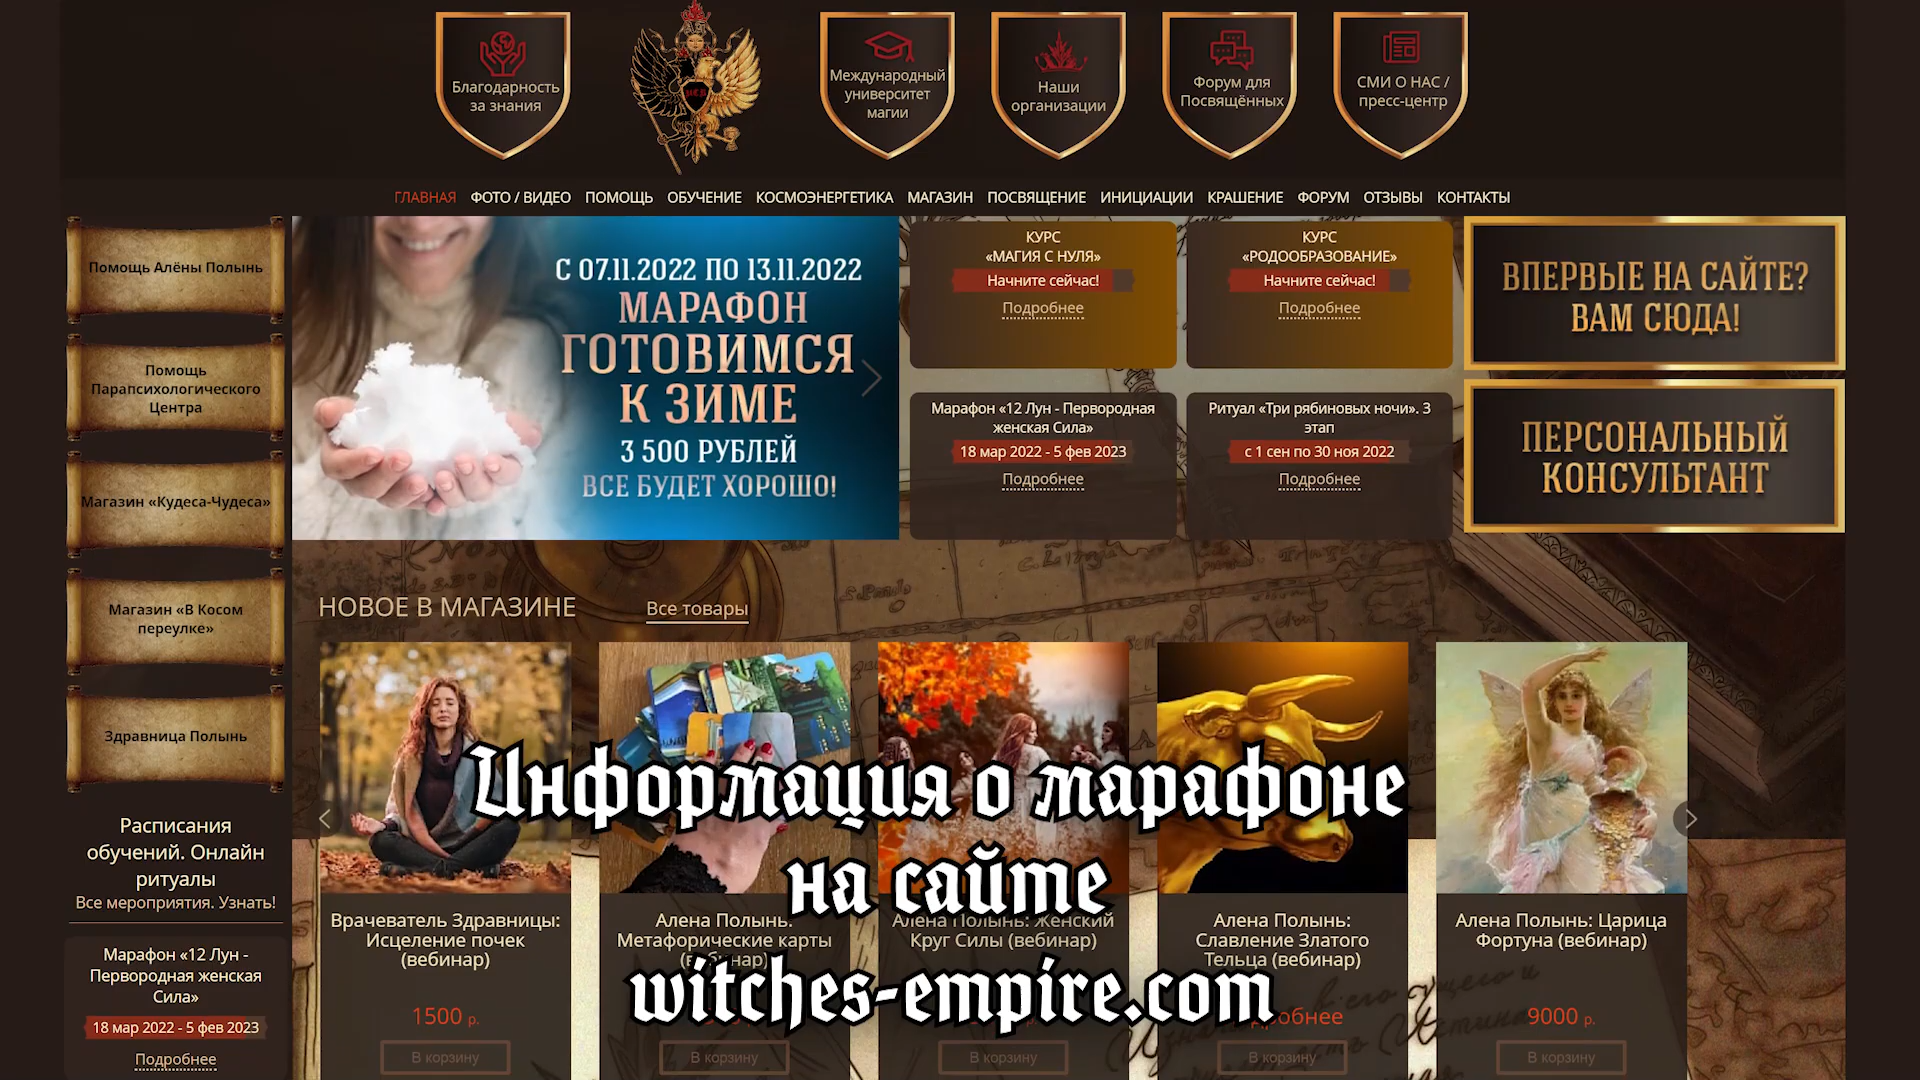 Благодарность
за знания
Международный
университет
магии
Наши
организации
Форум для
Посвящённых
СМИ О НАС /
пресс-центр
ГЛАВНАЯ ФОТО / ВИДЕО ПОМОЩЬ ОБУЧЕНИЕ КОСМОЭНЕРГЕТИКА МАГАЗИН ПОСВЯЩЕНИЕ ИНИЦИАЦИИ КРАШЕНИЕ ФОРУМ ОТЗЫВЫ КОНТАКТЫ
Помощь Алёны Полынь
Помощь
Парапсихологического
Центра
Магазин «Кудеса-Чудеса»
Магазин «В Косом
переулке»
Здравница Полынь
Расписания
обучений. Онлайн
ритуалы
Все мероприятия. Узнать!
Марафон «12 Лун -
Первородная женская
Сила»
18 мар 2022 - 5 фев 2023
Подробнее
С 07.11.2022 ПО 13.11.2022
МАРАФОН
ГОТОВИМСЯ
К ЗИМЕ
3 500 РУБЛЕЙ
ВСЕ БУДЕТ ХОРОШО!
КУРС
«МАГИЯ С НУЛЯ»
Начните сейчас!
Подробнее
КУРС
«РОДООБРАЗОВАНИЕ»
Начните сейчас!
Подробнее
Марафон «12 Лун - Первородная
женская Сила»
18 мар 2022 - 5 фев 2023
Подробнее
Ритуал «Три рябиновых ночи». 3
этап
с 1 сен по 30 ноя 2022
Подробнее
ВПЕРВЫЕ НА САЙТЕ?
ВАМ СЮДА!
ПЕРСОНАЛЬНЫЙ
КОНСУЛЬТАНТ
НОВОЕ В МАГАЗИНЕ
Все товары
Врачеватель Здравницы:
Исцеление почек
(вебинар)
1500 р.
В корзину
Алена Полынь:
Метафорические карты
(вебинар)
В корзину
Алена Полынь: Женский
Круг Силы (вебинар)
В корзину
Алена Полынь:
Славление Златого
Тельца (вебинар)
В корзину
Алена Полынь: Царица
Фортуна (вебинар)
9000 р.
В корзину
Информация о марафоне
на сайте
witches-empire.com